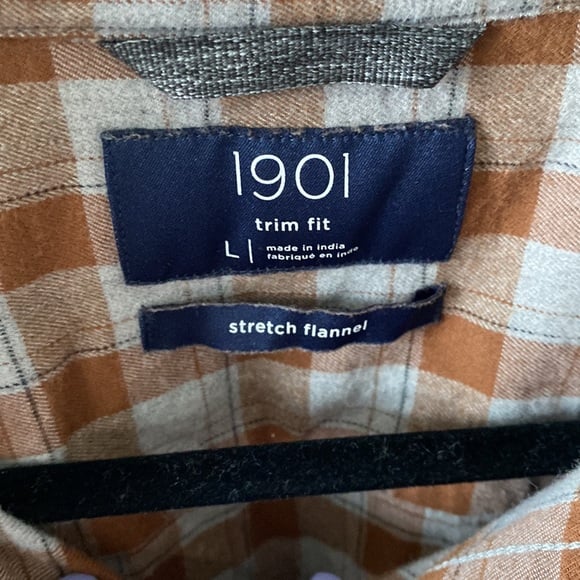 1901
trim fit
L | made in india
fabriqué en inde
stretch flannel